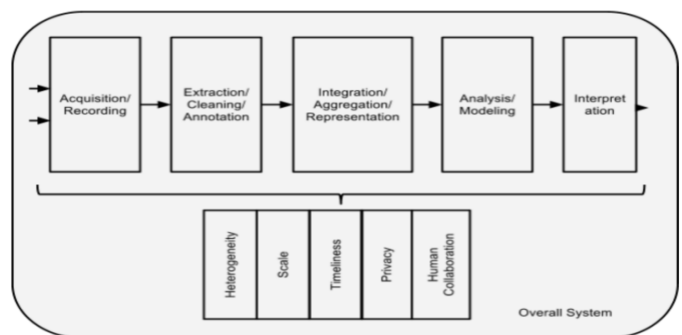 Acquisition/
Recording
Extraction/
Cleaning/
Annotation
Integration/
Aggregation/
Representation
Analysis/
Modeling
Interpret
ation
Heterogeneity
Scale
Timeliness
Privacy
Human
Collaboration
Overall System